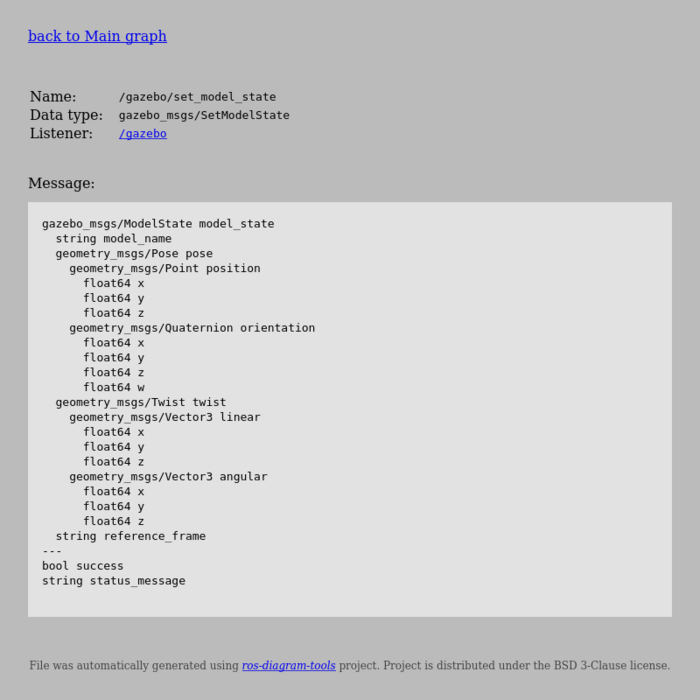 back to Main graph
Name: /gazebo/set_model_state
Data type: gazebo_msgs/SetModelState
Listener: /gazebo
Message:
gazebo_msgs/ModelState model_state
  string model_name
  geometry_msgs/Pose pose
    geometry_msgs/Point position
      float64 x
      float64 y
      float64 z
    geometry_msgs/Quaternion orientation
      float64 x
      float64 y
      float64 z
      float64 w
  geometry_msgs/Twist twist
    geometry_msgs/Vector3 linear
      float64 x
      float64 y
      float64 z
    geometry_msgs/Vector3 angular
      float64 x
      float64 y
      float64 z
  string reference_frame
---
bool success
string status_message
File was automatically generated using ros-diagram-tools project. Project is distributed under the BSD 3-Clause license.